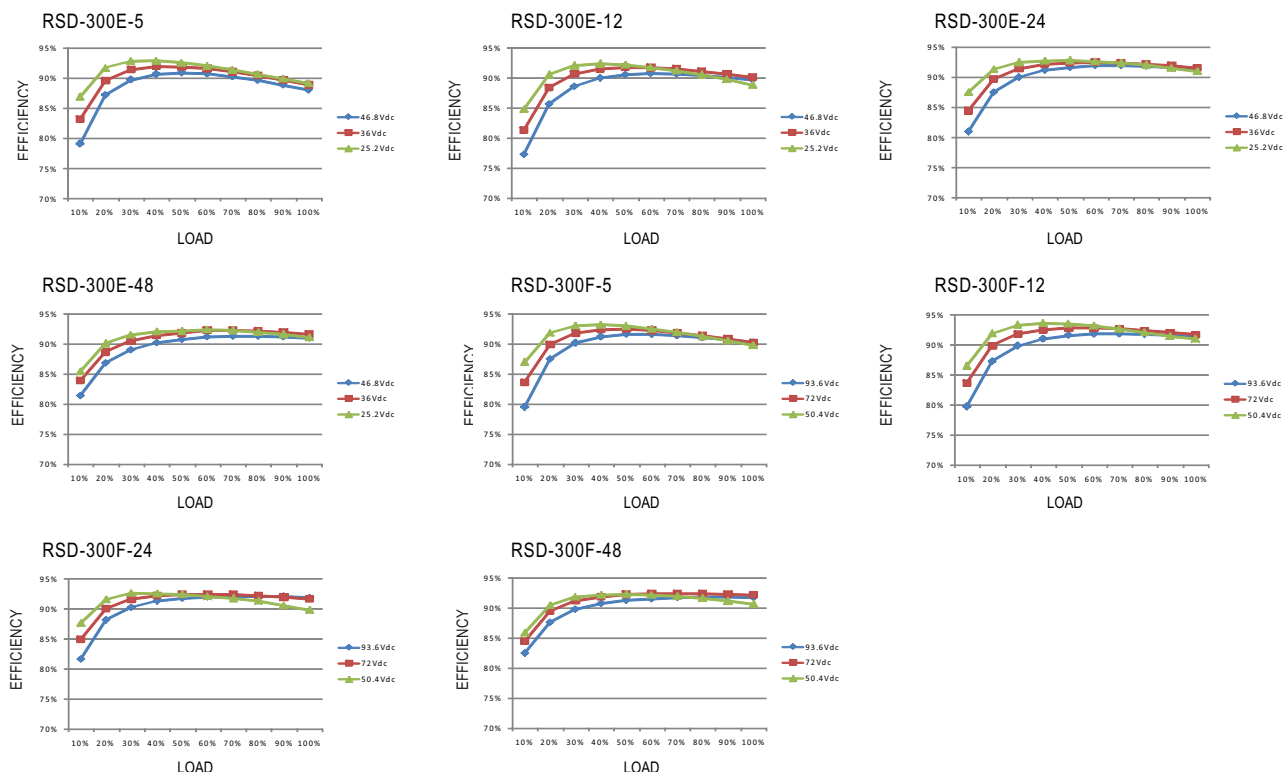 RSD-300E-5
EFFICIENCY
95%
90%
85%
80%
75%
70%
10% 20% 30% 40% 50% 60% 70% 80% 90% 100%
LOAD
46.8Vdc
36Vdc
25.2Vdc
RSD-300E-12
EFFICIENCY
95%
90%
85%
80%
75%
70%
10% 20% 30% 40% 50% 60% 70% 80% 90% 100%
LOAD
46.8Vdc
36Vdc
25.2Vdc
RSD-300E-24
EFFICIENCY
95%
90%
85%
80%
75%
70%
10% 20% 30% 40% 50% 60% 70% 80% 90% 100%
LOAD
46.8Vdc
36Vdc
25.2Vdc
RSD-300E-48
EFFICIENCY
95%
90%
85%
80%
75%
70%
10% 20% 30% 40% 50% 60% 70% 80% 90% 100%
LOAD
46.8Vdc
36Vdc
25.2Vdc
RSD-300F-5
EFFICIENCY
95%
90%
85%
80%
75%
70%
10% 20% 30% 40% 50% 60% 70% 80% 90% 100%
LOAD
93.6Vdc
72Vdc
50.4Vdc
RSD-300F-12
EFFICIENCY
95%
90%
85%
80%
75%
70%
10% 20% 30% 40% 50% 60% 70% 80% 90% 100%
LOAD
93.6Vdc
72Vdc
50.4Vdc
RSD-300F-24
EFFICIENCY
95%
90%
85%
80%
75%
70%
10% 20% 30% 40% 50% 60% 70% 80% 90% 100%
LOAD
93.6Vdc
72Vdc
50.4Vdc
RSD-300F-48
EFFICIENCY
95%
90%
85%
80%
75%
70%
10% 20% 30% 40% 50% 60% 70% 80% 90% 100%
LOAD
93.6Vdc
72Vdc
50.4Vdc